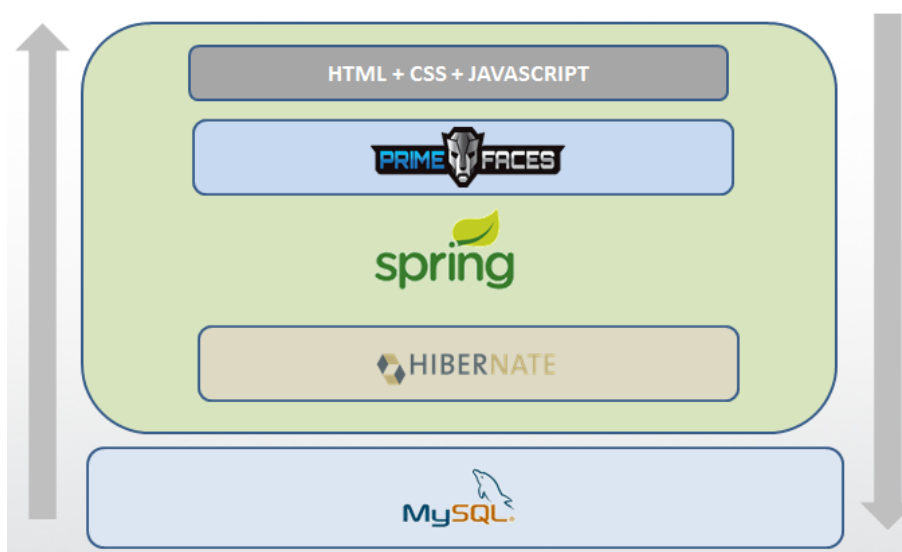 HTML + CSS + JAVASCRIPT
PRIME FACES
spring
HIBERNATE
MySQL.